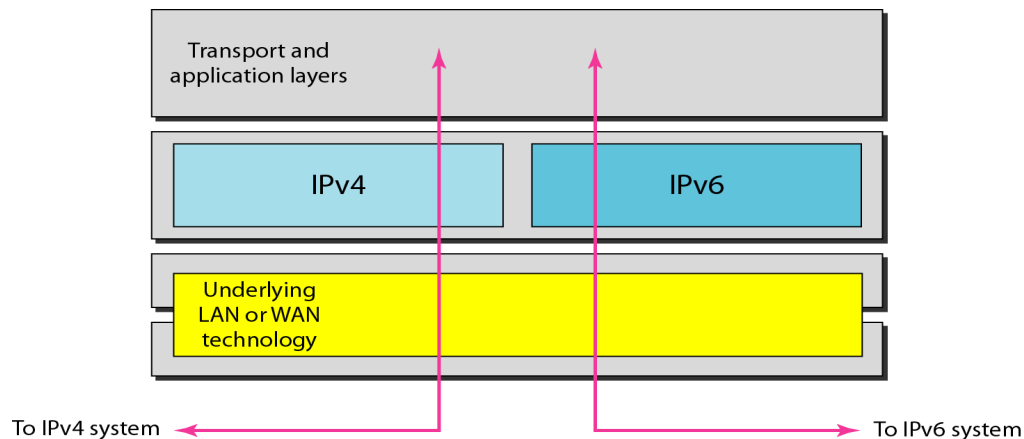 Transport and
application layers
IPv4
IPv6
Underlying
LAN or WAN
technology
To IPv4 system
To IPv6 system